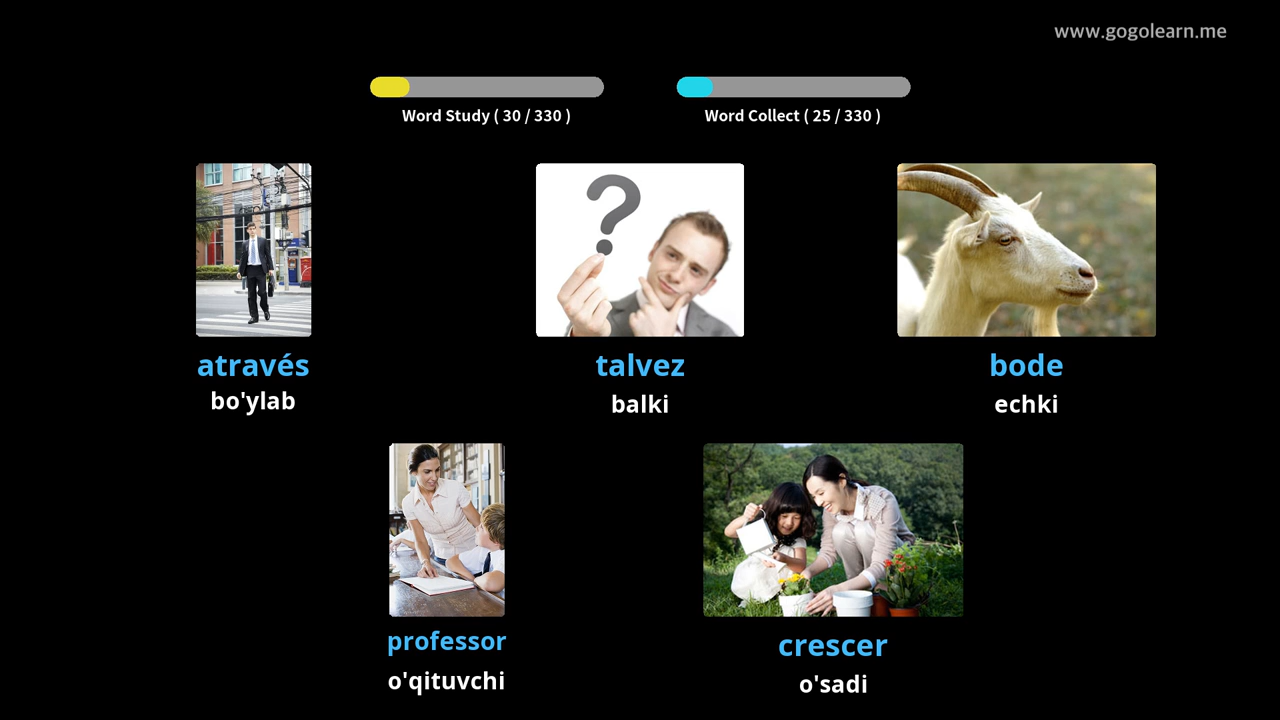 www.gogolearn.me
Word Study ( 30 / 330 )
Word Collect ( 25 / 330 )
através
bo'ylab
talvez
balki
bode
echki
professor
o'qituvchi
crescer
o'sadi